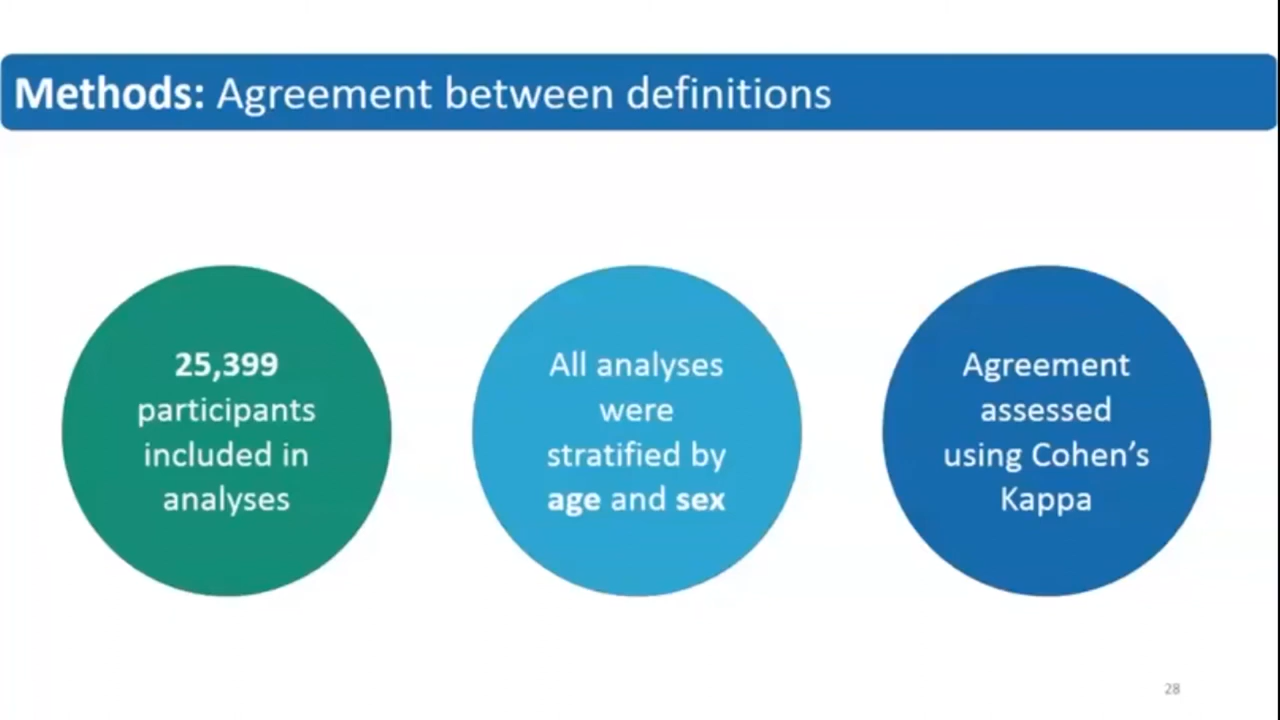 Methods: Agreement between definitions
25,399
participants
included in
analyses
All analyses
were
stratified by
age and sex
Agreement
assessed
using Cohen’s
Kappa
28